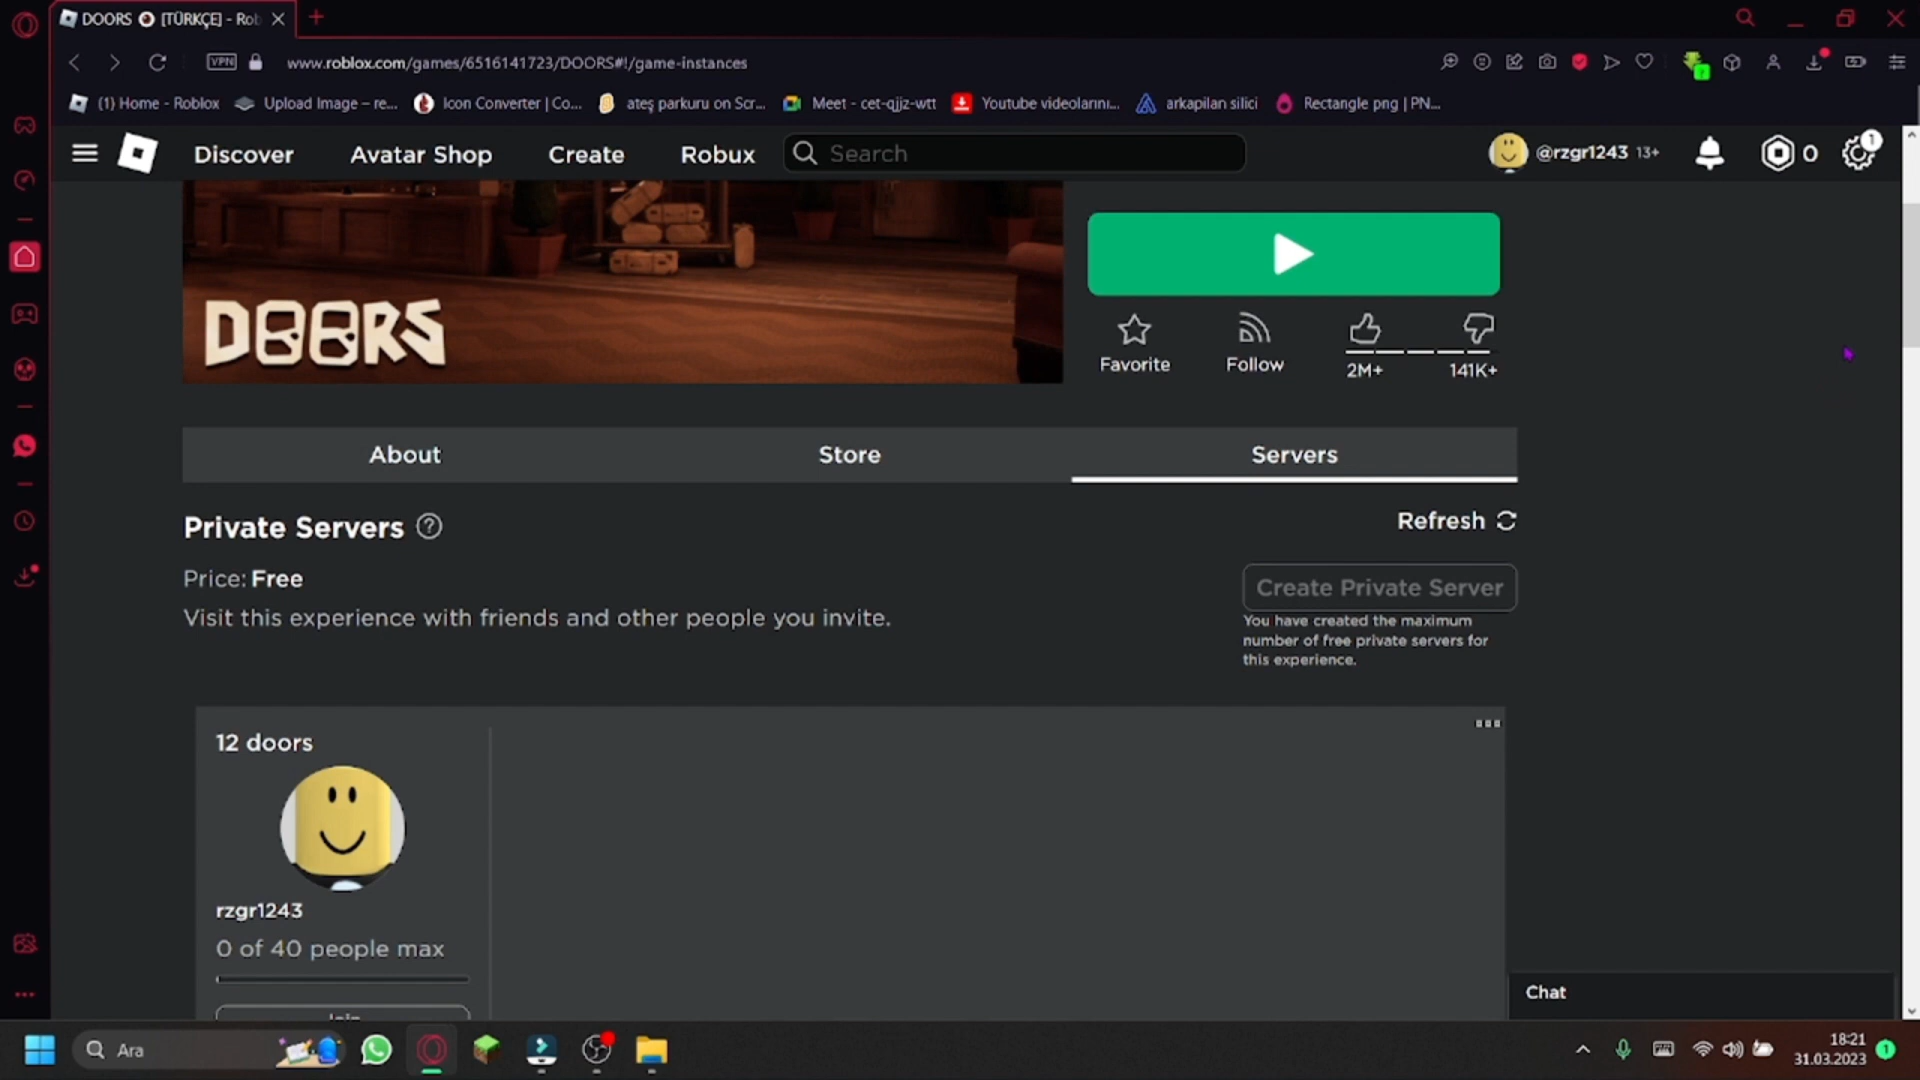 DOORS [TÜRKÇE] - Rob
VPN www.roblox.com/games/6516141723/DOORS#!/game-instances
(1) Home - Roblox Upload Image – re... Icon Converter | Co... ateş parkuru on Scr... Meet - cet-qjjz-wtt Youtube videolarını... arkapilan silici Rectangle png | PN...
Discover Avatar Shop Create Robux Search @rzgr1243 13+ 0 1
DOORS
Favorite Follow 2M+ 141K+
About Store Servers
Private Servers ? Refresh
Price: Free
Create Private Server
Visit this experience with friends and other people you invite.
You have created the maximum
number of free private servers for
this experience.
12 doors
rzgr1243
0 of 40 people max
Join
Chat
Ara
18:21
31.03.2023 1